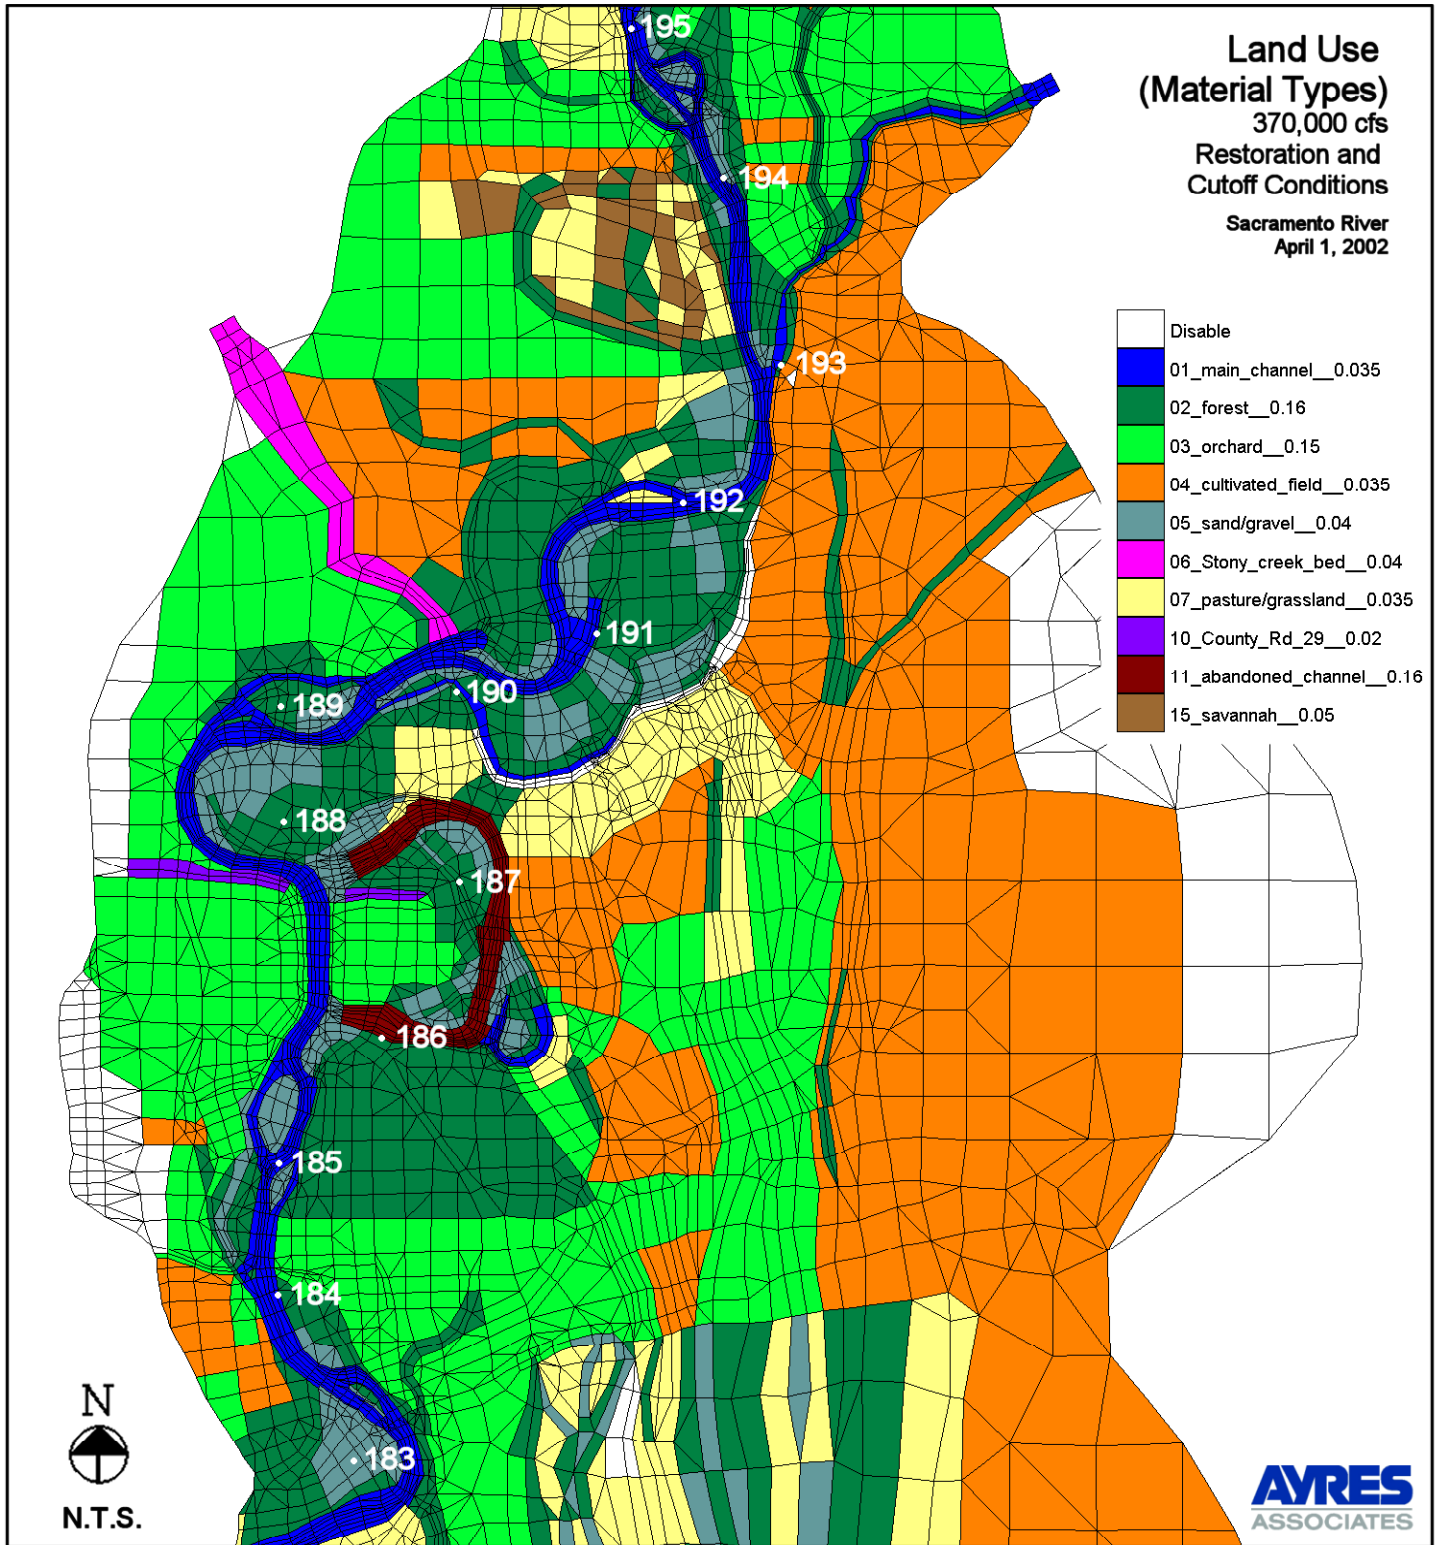 Land Use
(Material Types)
370,000 cfs
Restoration and
Cutoff Conditions
Sacramento River
April 1, 2002
Disable
01_main_channel__0.035
02_forest__0.16
03_orchard__0.15
04_cultivated_field__0.035
05_sand/gravel__0.04
06_Stony_creek_bed__0.04
07_pasture/grassland__0.035
10_County_Rd_29__0.02
11_abandoned_channel__0.16
15_savannah__0.05
195
194
193
192
191
190
189
188
187
186
185
184
183
N
N.T.S.
AYRES
ASSOCIATES